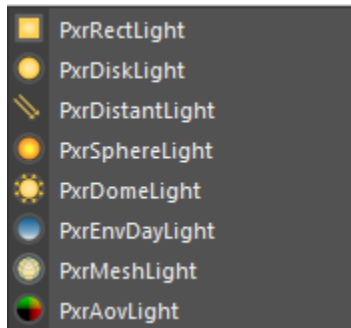 PxrRectLight
PxrDiskLight
PxrDistantLight
PxrSphereLight
PxrDomeLight
PxrEnvDayLight
PxrMeshLight
PxrAovLight